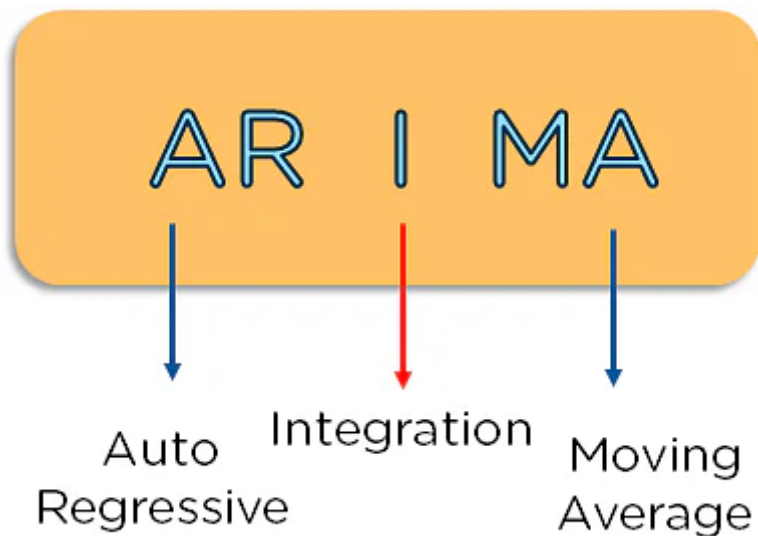 AR I MA
Auto
Regressive
Integration
Moving
Average